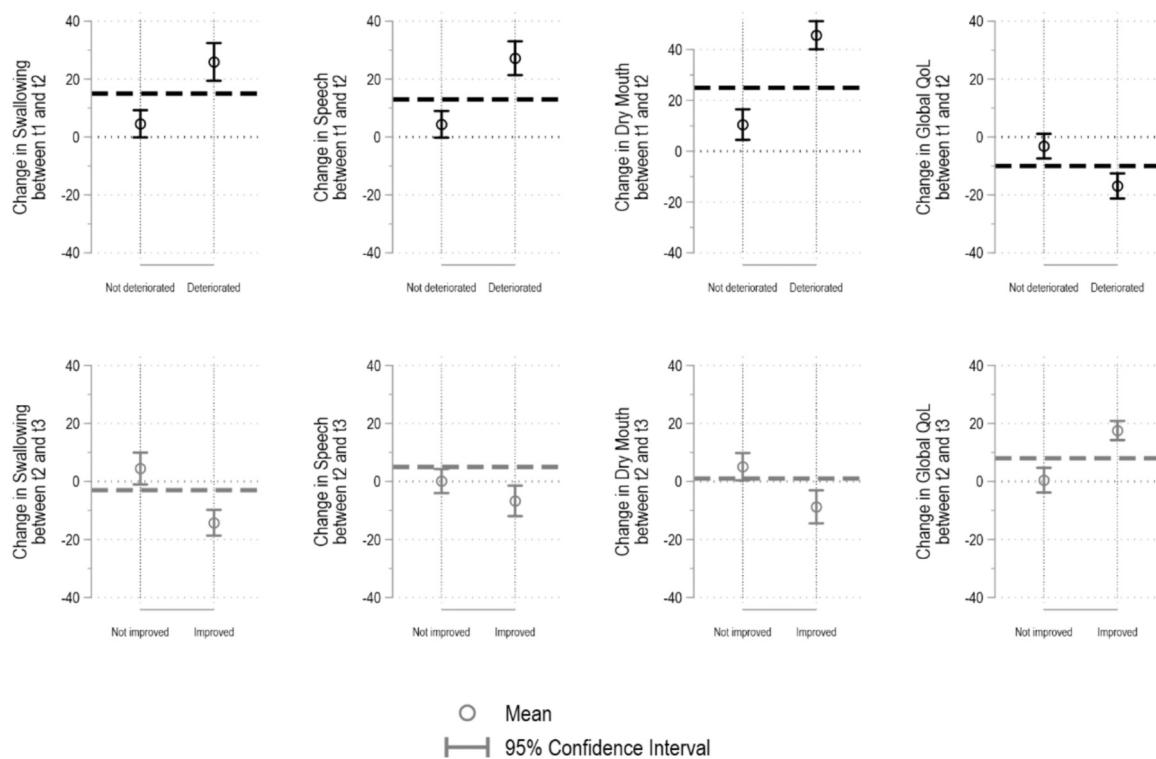 Change in Swallowing
between t1 and t2
40
20
0
-20
-40
Not deteriorated Deteriorated
Change in Speech
between t1 and t2
40
20
0
-20
-40
Not deteriorated Deteriorated
Change in Dry Mouth
between t1 and t2
40
20
0
-20
-40
Not deteriorated Deteriorated
Change in Global QoL
between t1 and t2
40
20
0
-20
-40
Not deteriorated Deteriorated
Change in Swallowing
between t2 and t3
40
20
0
-20
-40
Not improved Improved
Change in Speech
between t2 and t3
40
20
0
-20
-40
Not improved Improved
Change in Dry Mouth
between t2 and t3
40
20
0
-20
-40
Not improved Improved
Change in Global QoL
between t2 and t3
40
20
0
-20
-40
Not improved Improved
Mean
95% Confidence Interval